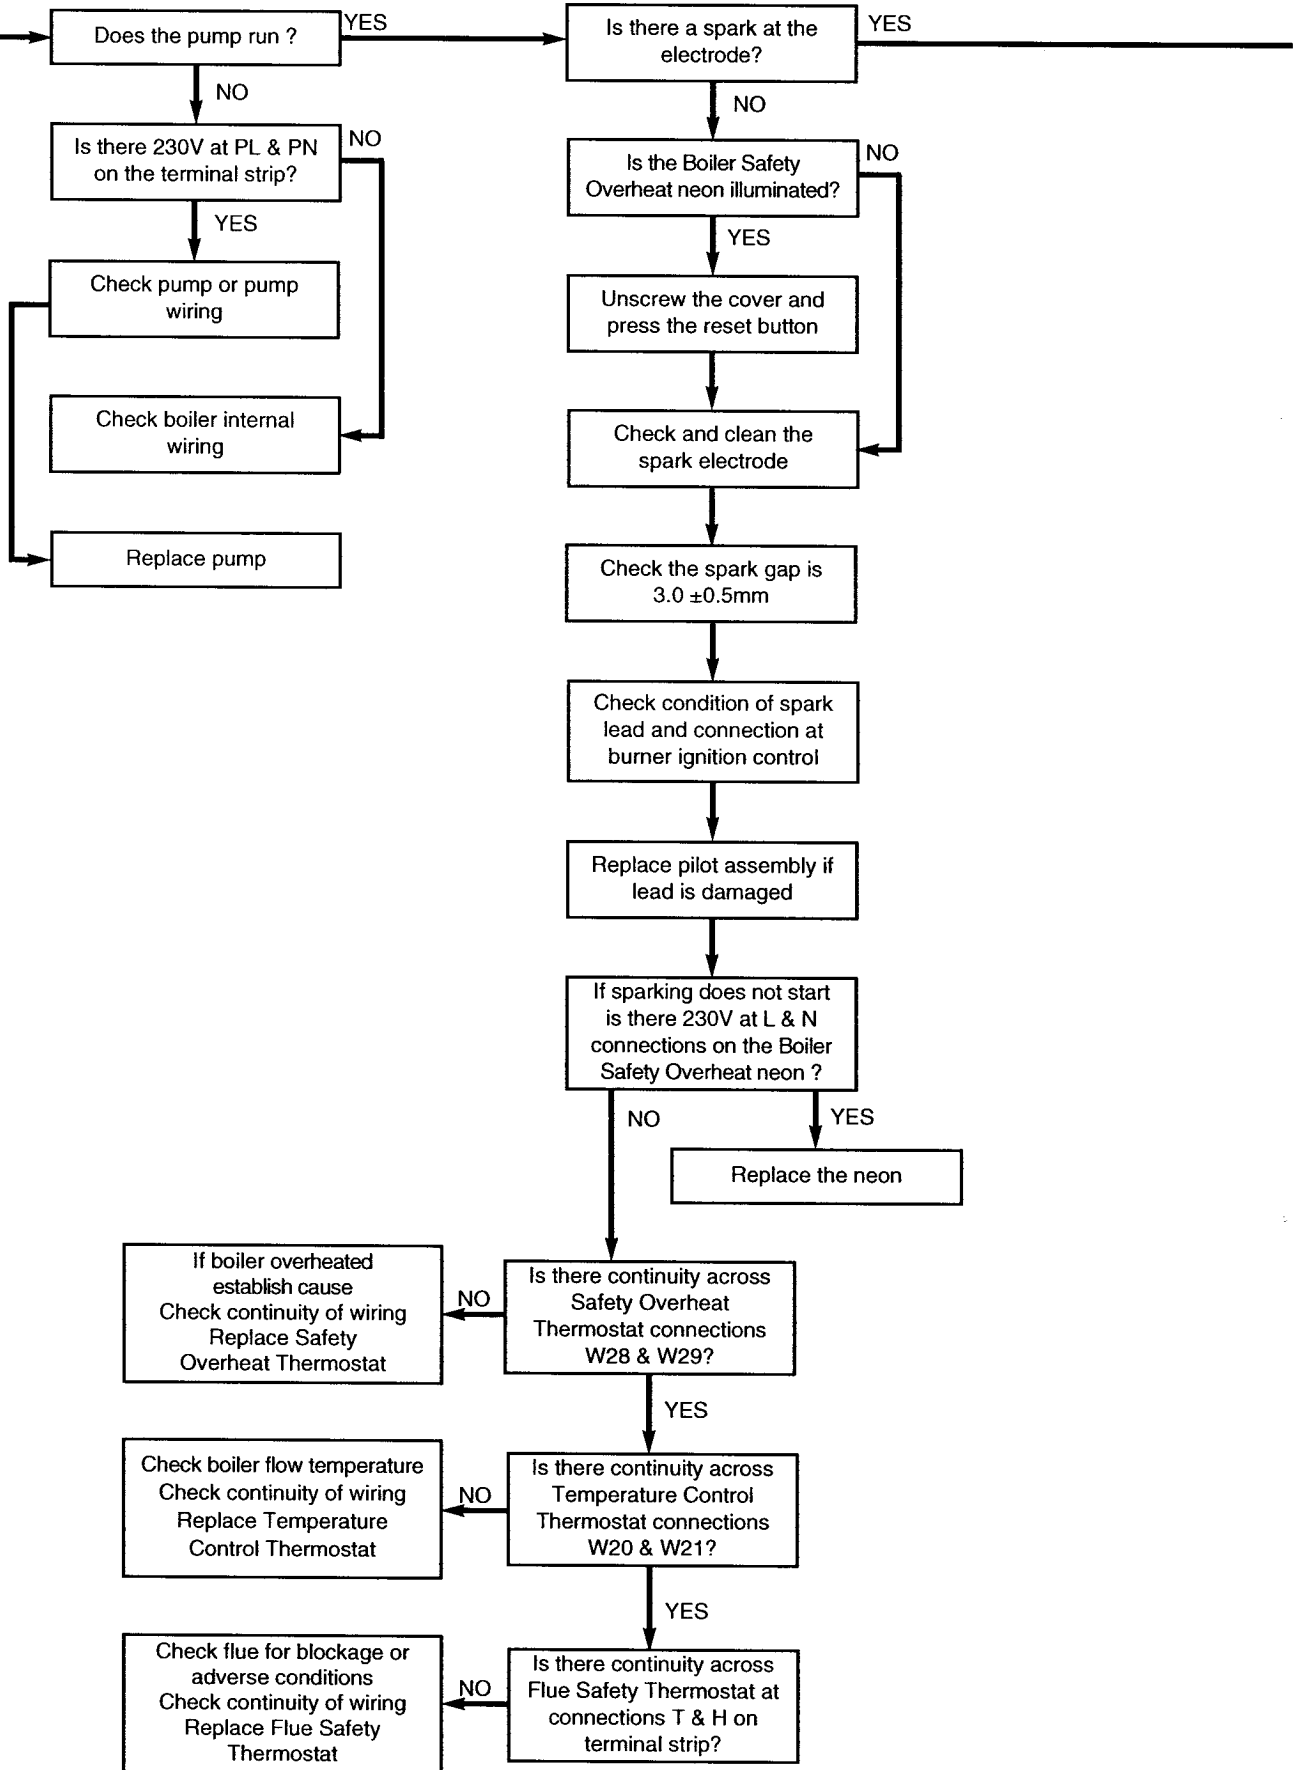 Does the pump run ?
YES
NO
Is there 230V at PL & PN
on the terminal strip?
NO
YES
Check pump or pump
wiring
Check boiler internal
wiring
Replace pump
Is there a spark at the
electrode?
YES
NO
Is the Boiler Safety
Overheat neon illuminated?
NO
YES
Unscrew the cover and
press the reset button
Check and clean the
spark electrode
Check the spark gap is
3.0 ±0.5mm
Check condition of spark
lead and connection at
burner ignition control
Replace pilot assembly if
lead is damaged
If sparking does not start
is there 230V at L & N
connections on the Boiler
Safety Overheat neon ?
NO
YES
Replace the neon
Is there continuity across
Safety Overheat
Thermostat connections
W28 & W29?
NO
If boiler overheated
establish cause
Check continuity of wiring
Replace Safety
Overheat Thermostat
YES
Is there continuity across
Temperature Control
Thermostat connections
W20 & W21?
NO
Check boiler flow temperature
Check continuity of wiring
Replace Temperature
Control Thermostat
YES
Is there continuity across
Flue Safety Thermostat at
connections T & H on
terminal strip?
NO
Check flue for blockage or
adverse conditions
Check continuity of wiring
Replace Flue Safety
Thermostat